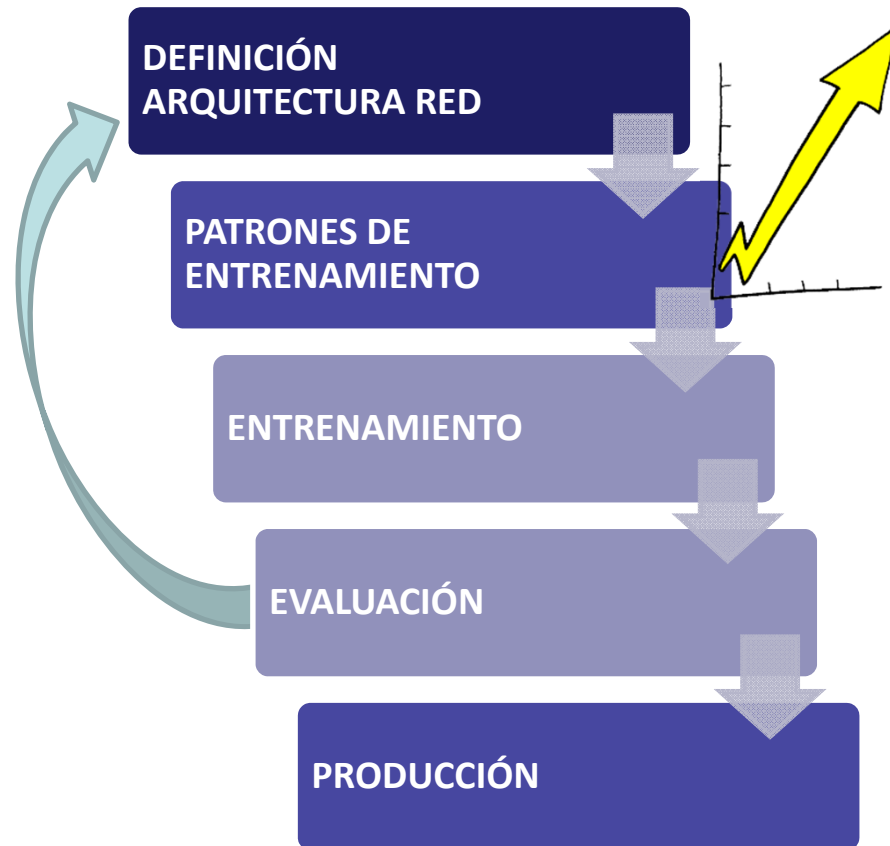 DEFINICIÓN
ARQUITECTURA RED
PATRONES DE
ENTRENAMIENTO
ENTRENAMIENTO
EVALUACIÓN
PRODUCCIÓN